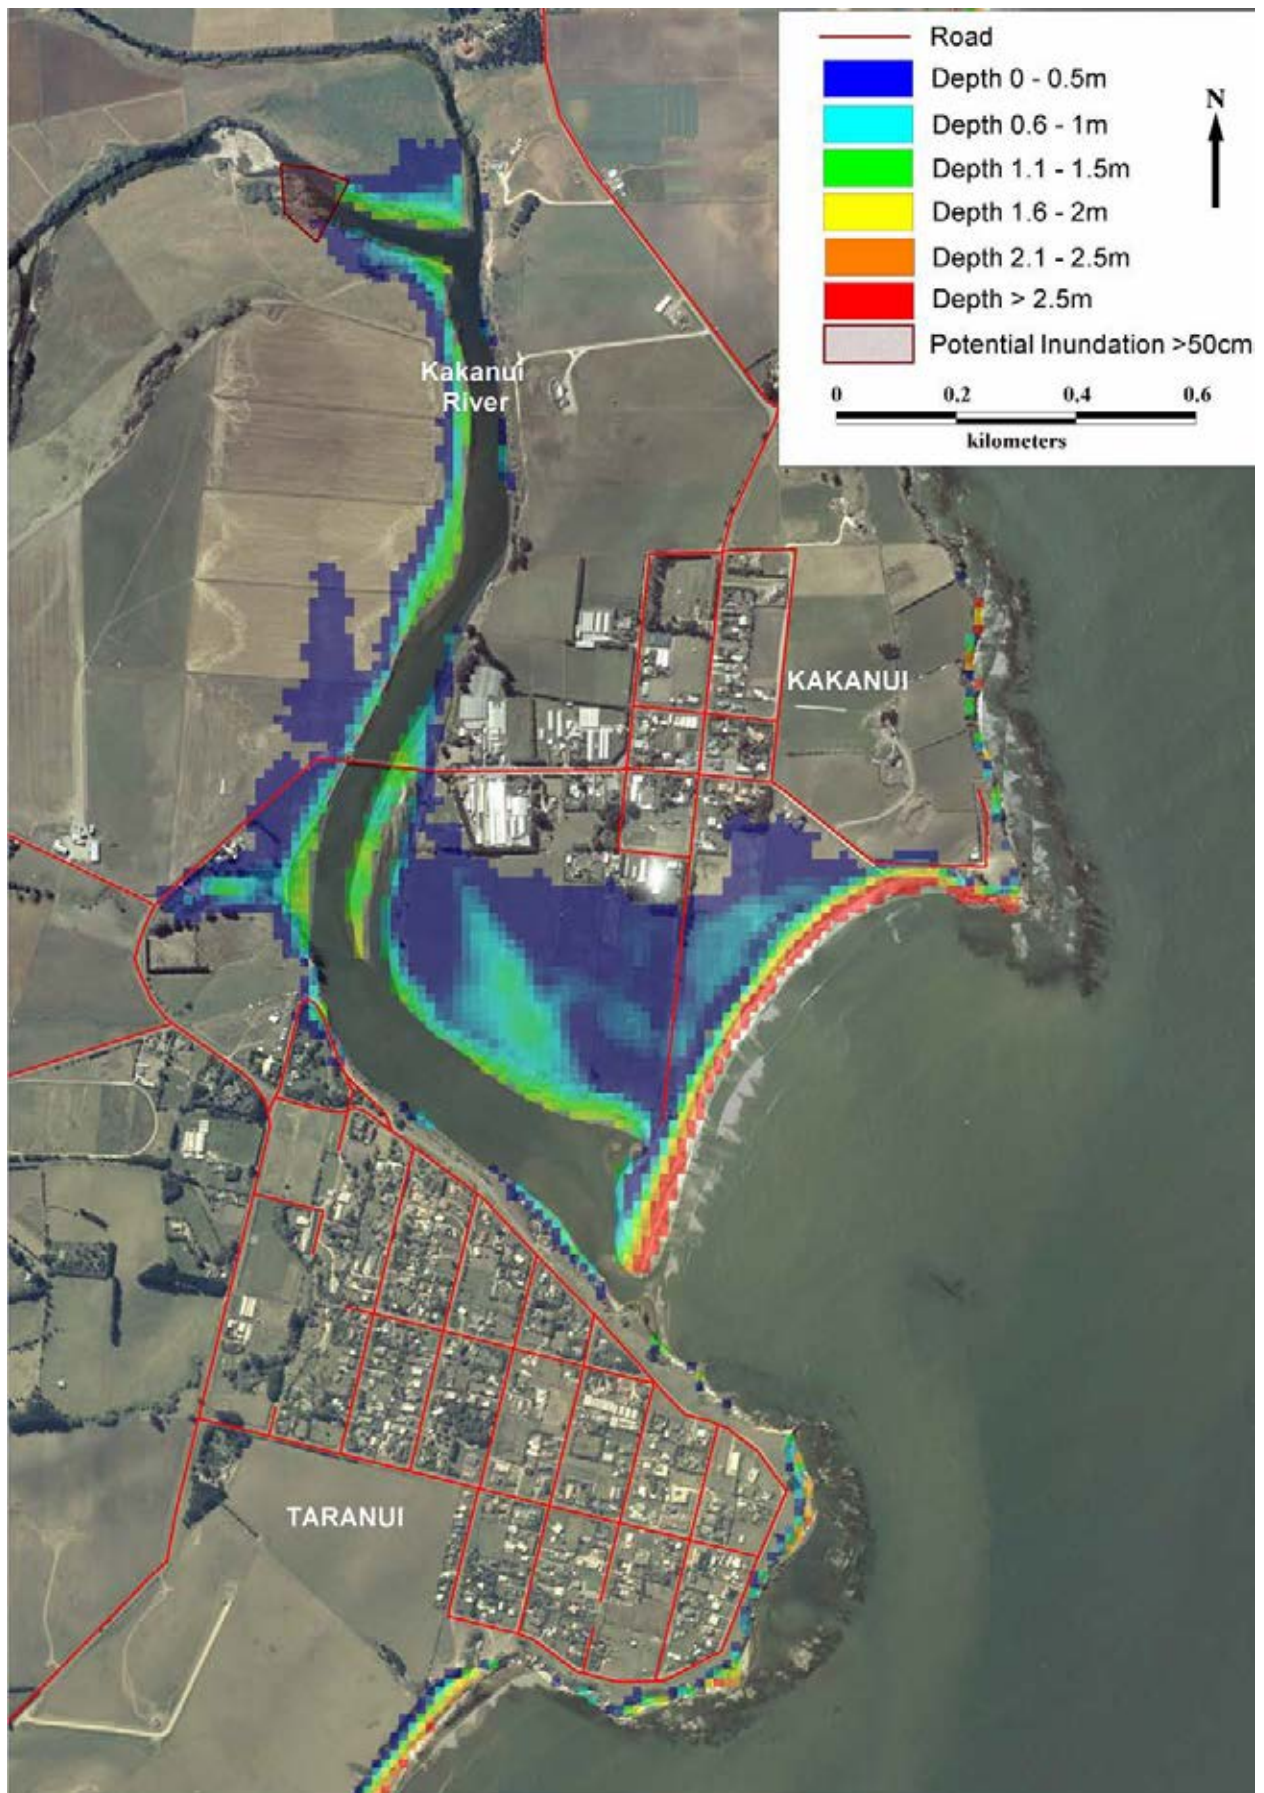 Road
Depth 0 - 0.5m
Depth 0.6 - 1m
Depth 1.1 - 1.5m
Depth 1.6 - 2m
Depth 2.1 - 2.5m
Depth > 2.5m
Potential Inundation >50cm
N
0 0.2 0.4 0.6
kilometers
Kakanui
River
KAKANUI
TARANUI